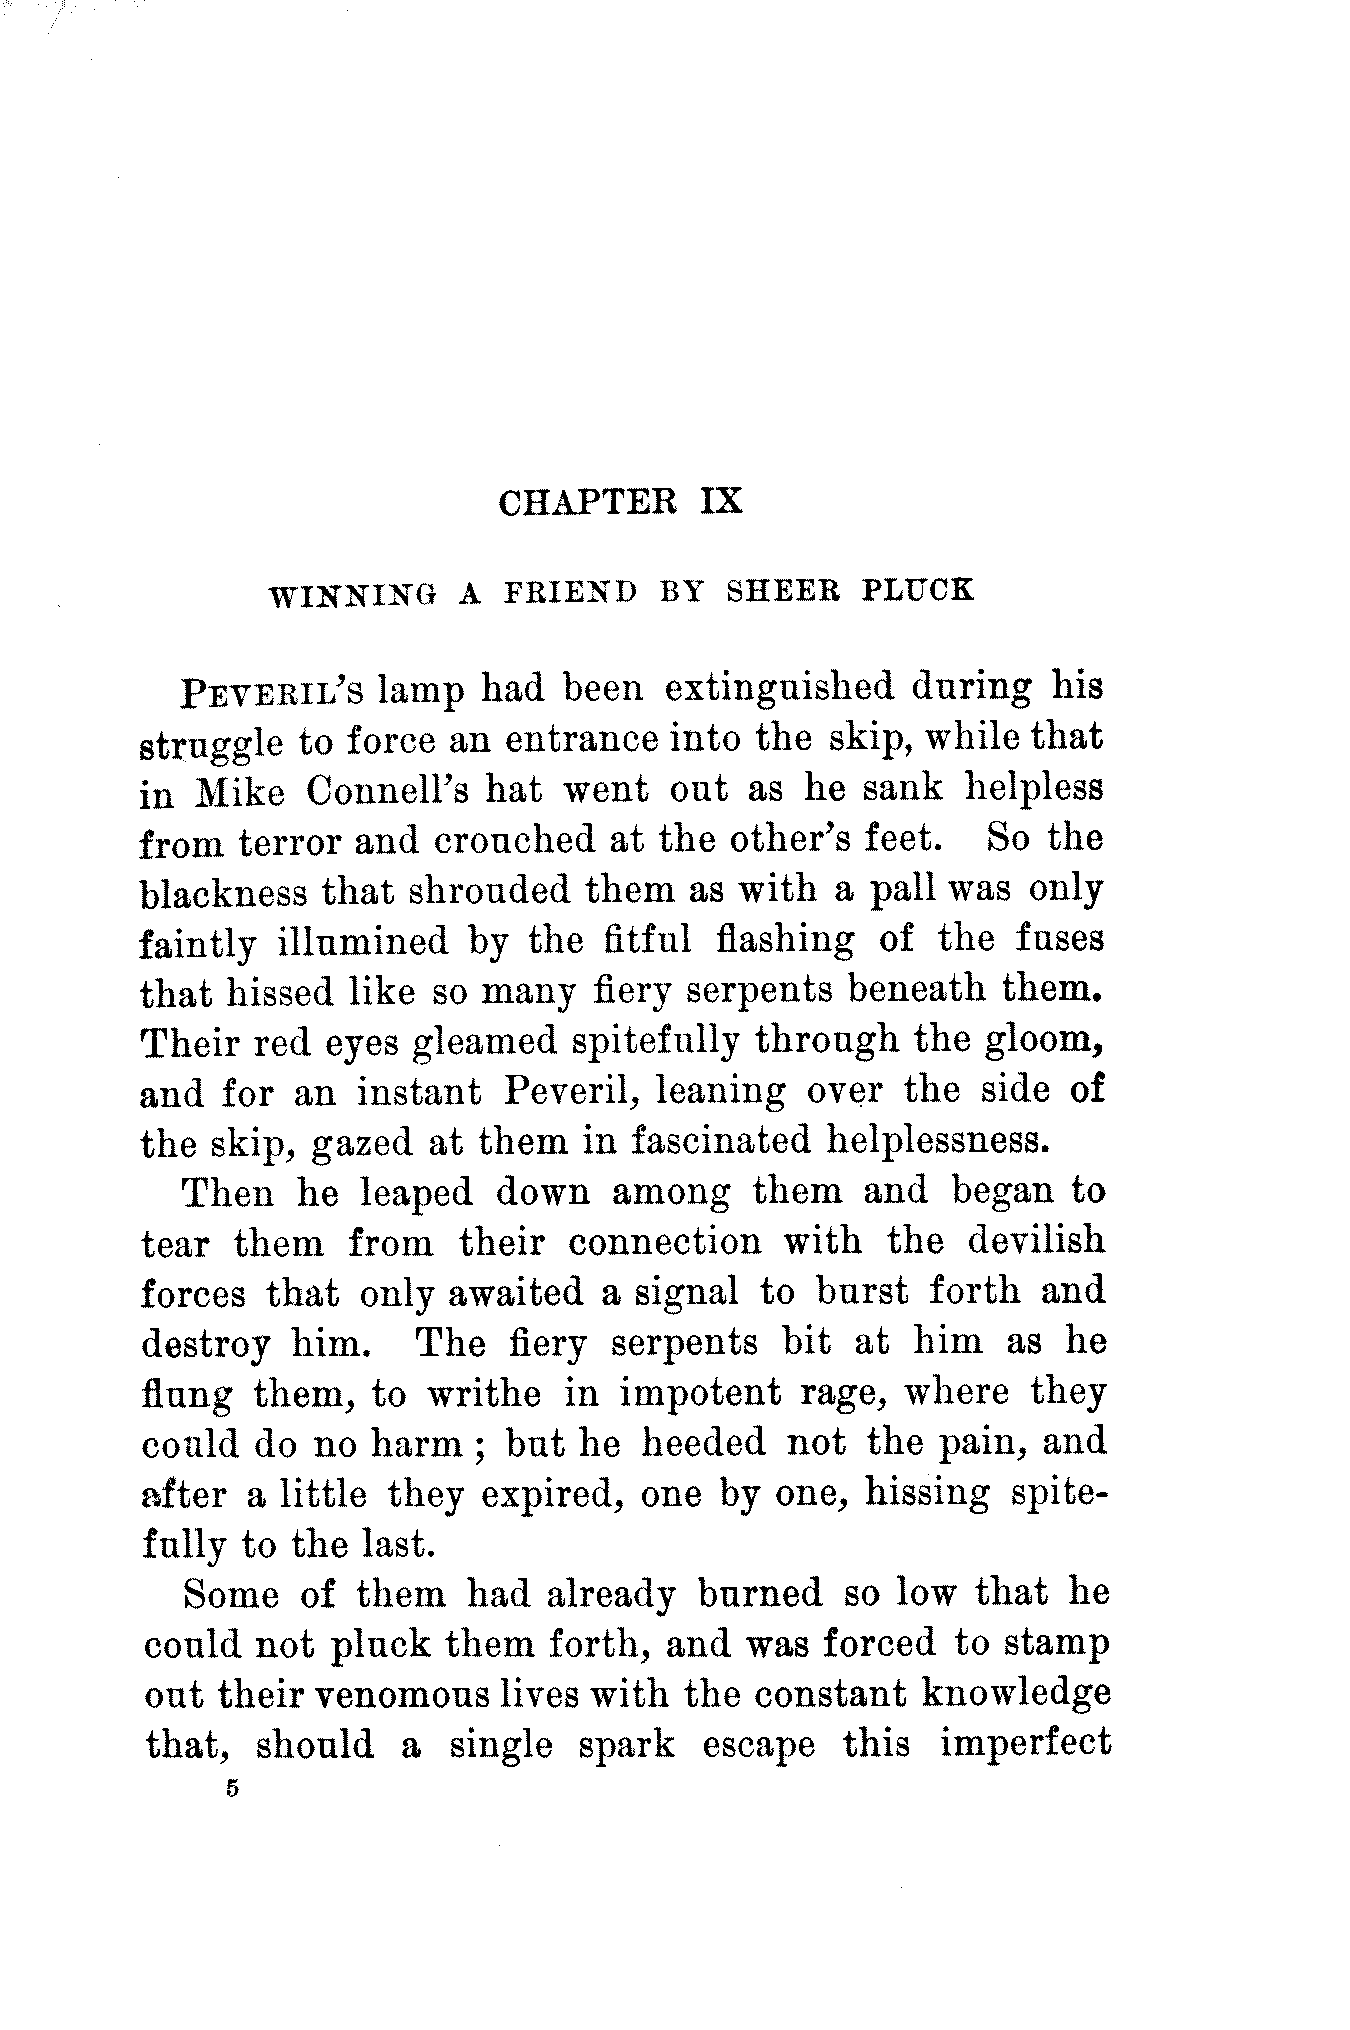 CHAPTER IX
WINNING A FRIEND BY SHEER PLUCK
PEVERIL'S lamp had been extinguished during his
struggle to force an entrance into the skip, while that
in Mike Connell's hat went out as he sank helpless
from terror and crouched at the other's feet. So the
blackness that shrouded them as with a pall was only
faintly illumined by the fitful flashing of the fuses
that hissed like so many fiery serpents beneath them.
Their red eyes gleamed spitefully through the gloom,
and for an instant Peveril, leaning over the side of
the skip, gazed at them in fascinated helplessness.
Then he leaped down among them and began to
tear them from their connection with the devilish
forces that only awaited a signal to burst forth and
destroy him. The fiery serpents bit at him as he
flung them, to writhe in impotent rage, where they
could do no harm ; but he heeded not the pain, and
after a little they expired, one by one, hissing spite-
fully to the last.
Some of them had already burned so low that he
could not pluck them forth, and was forced to stamp
out their venomous lives with the constant knowledge
that, should a single spark escape this imperfect
5